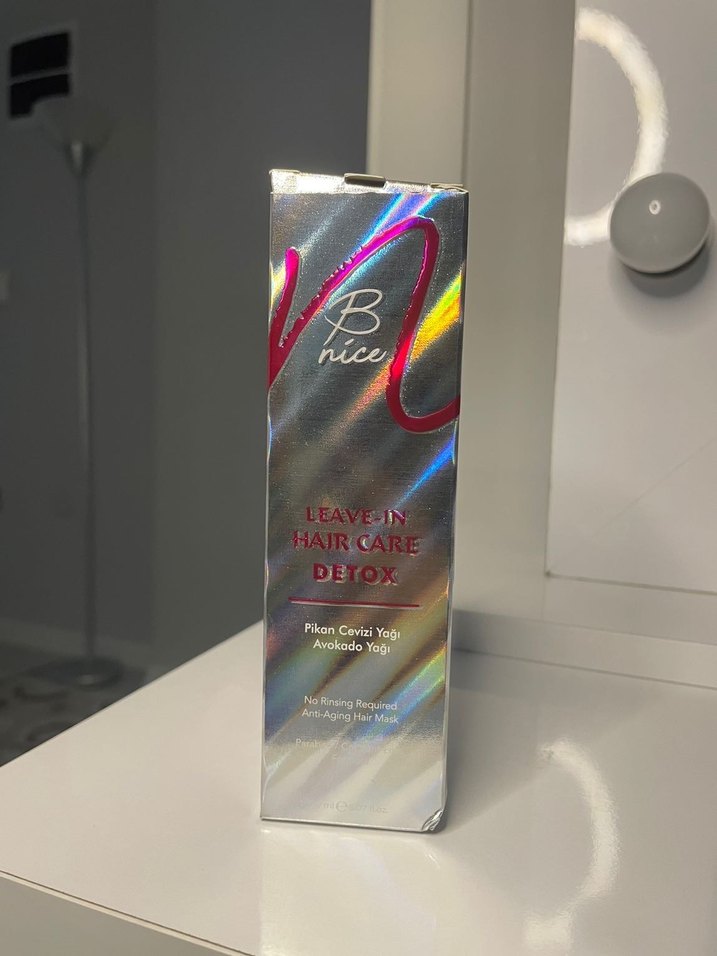 B
nice
LEAVE-IN
HAIR CARE
DETOX
Pikan Cevizi Yağı
Avokado Yağı
No Rinsing Required
Anti-Aging Hair Mask